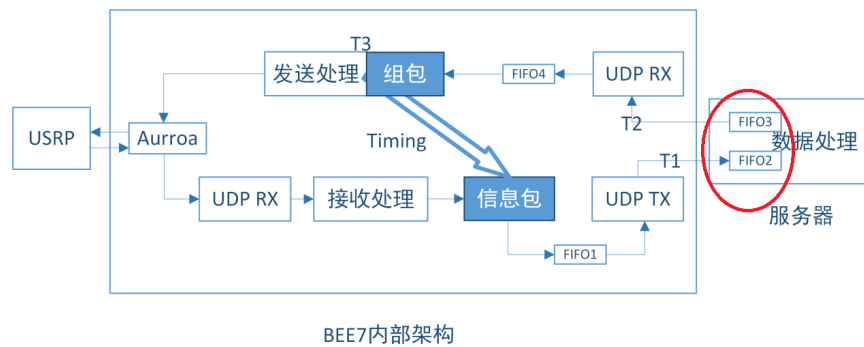 T3
发送处理
组包
FIFO4
UDP RX
USRP
Aurroa
Timing
T2
FIFO3
数据处理
T1
FIFO2
UDP RX
接收处理
信息包
UDP TX
服务器
FIFO1
BEE7内部架构